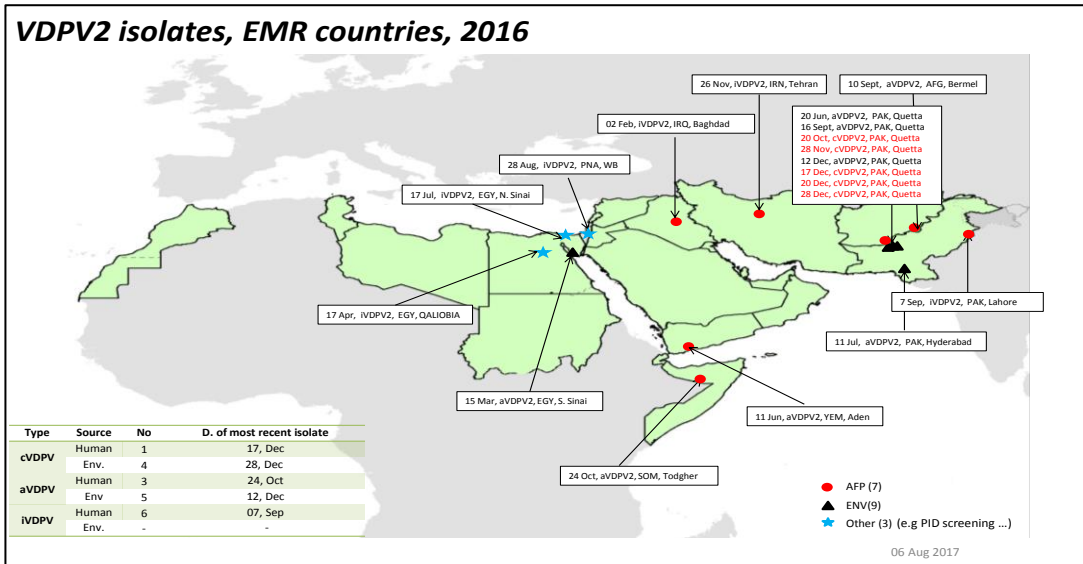 VDPV2 isolates, EMR countries, 2016
26 Nov, iVDPV2, IRN, Tehran
10 Sept, aVDPV2, AFG, Bermel
02 Feb, iVDPV2, IRQ, Baghdad
20 Jun, aVDPV2, PAK, Quetta
16 Sept, aVDPV2, PAK, Quetta
20 Oct, cVDPV2, PAK, Quetta
28 Nov, cVDPV2, PAK, Quetta
12 Dec, aVDPV2, PAK, Quetta
17 Dec, cVDPV2, PAK, Quetta
20 Dec, cVDPV2, PAK, Quetta
28 Dec, cVDPV2, PAK, Quetta
28 Aug, iVDPV2, PNA, WB
17 Jul, iVDPV2, EGY, N. Sinai
17 Apr, iVDPV2, EGY, QALIOBIA
7 Sep, iVDPV2, PAK, Lahore
11 Jul, aVDPV2, PAK, Hyderabad
15 Mar, aVDPV2, EGY, S. Sinai
11 Jun, aVDPV2, YEM, Aden
24 Oct, aVDPV2, SOM, Todgher
Type Source No D. of most recent isolate
cVDPV Human 1 17, Dec
Env. 4 28, Dec
aVDPV Human 3 24, Oct
Env 5 12, Dec
iVDPV Human 6 07, Sep
Env. - -
AFP (7)
ENV(9)
Other (3) (e.g PID screening ...)
06 Aug 2017